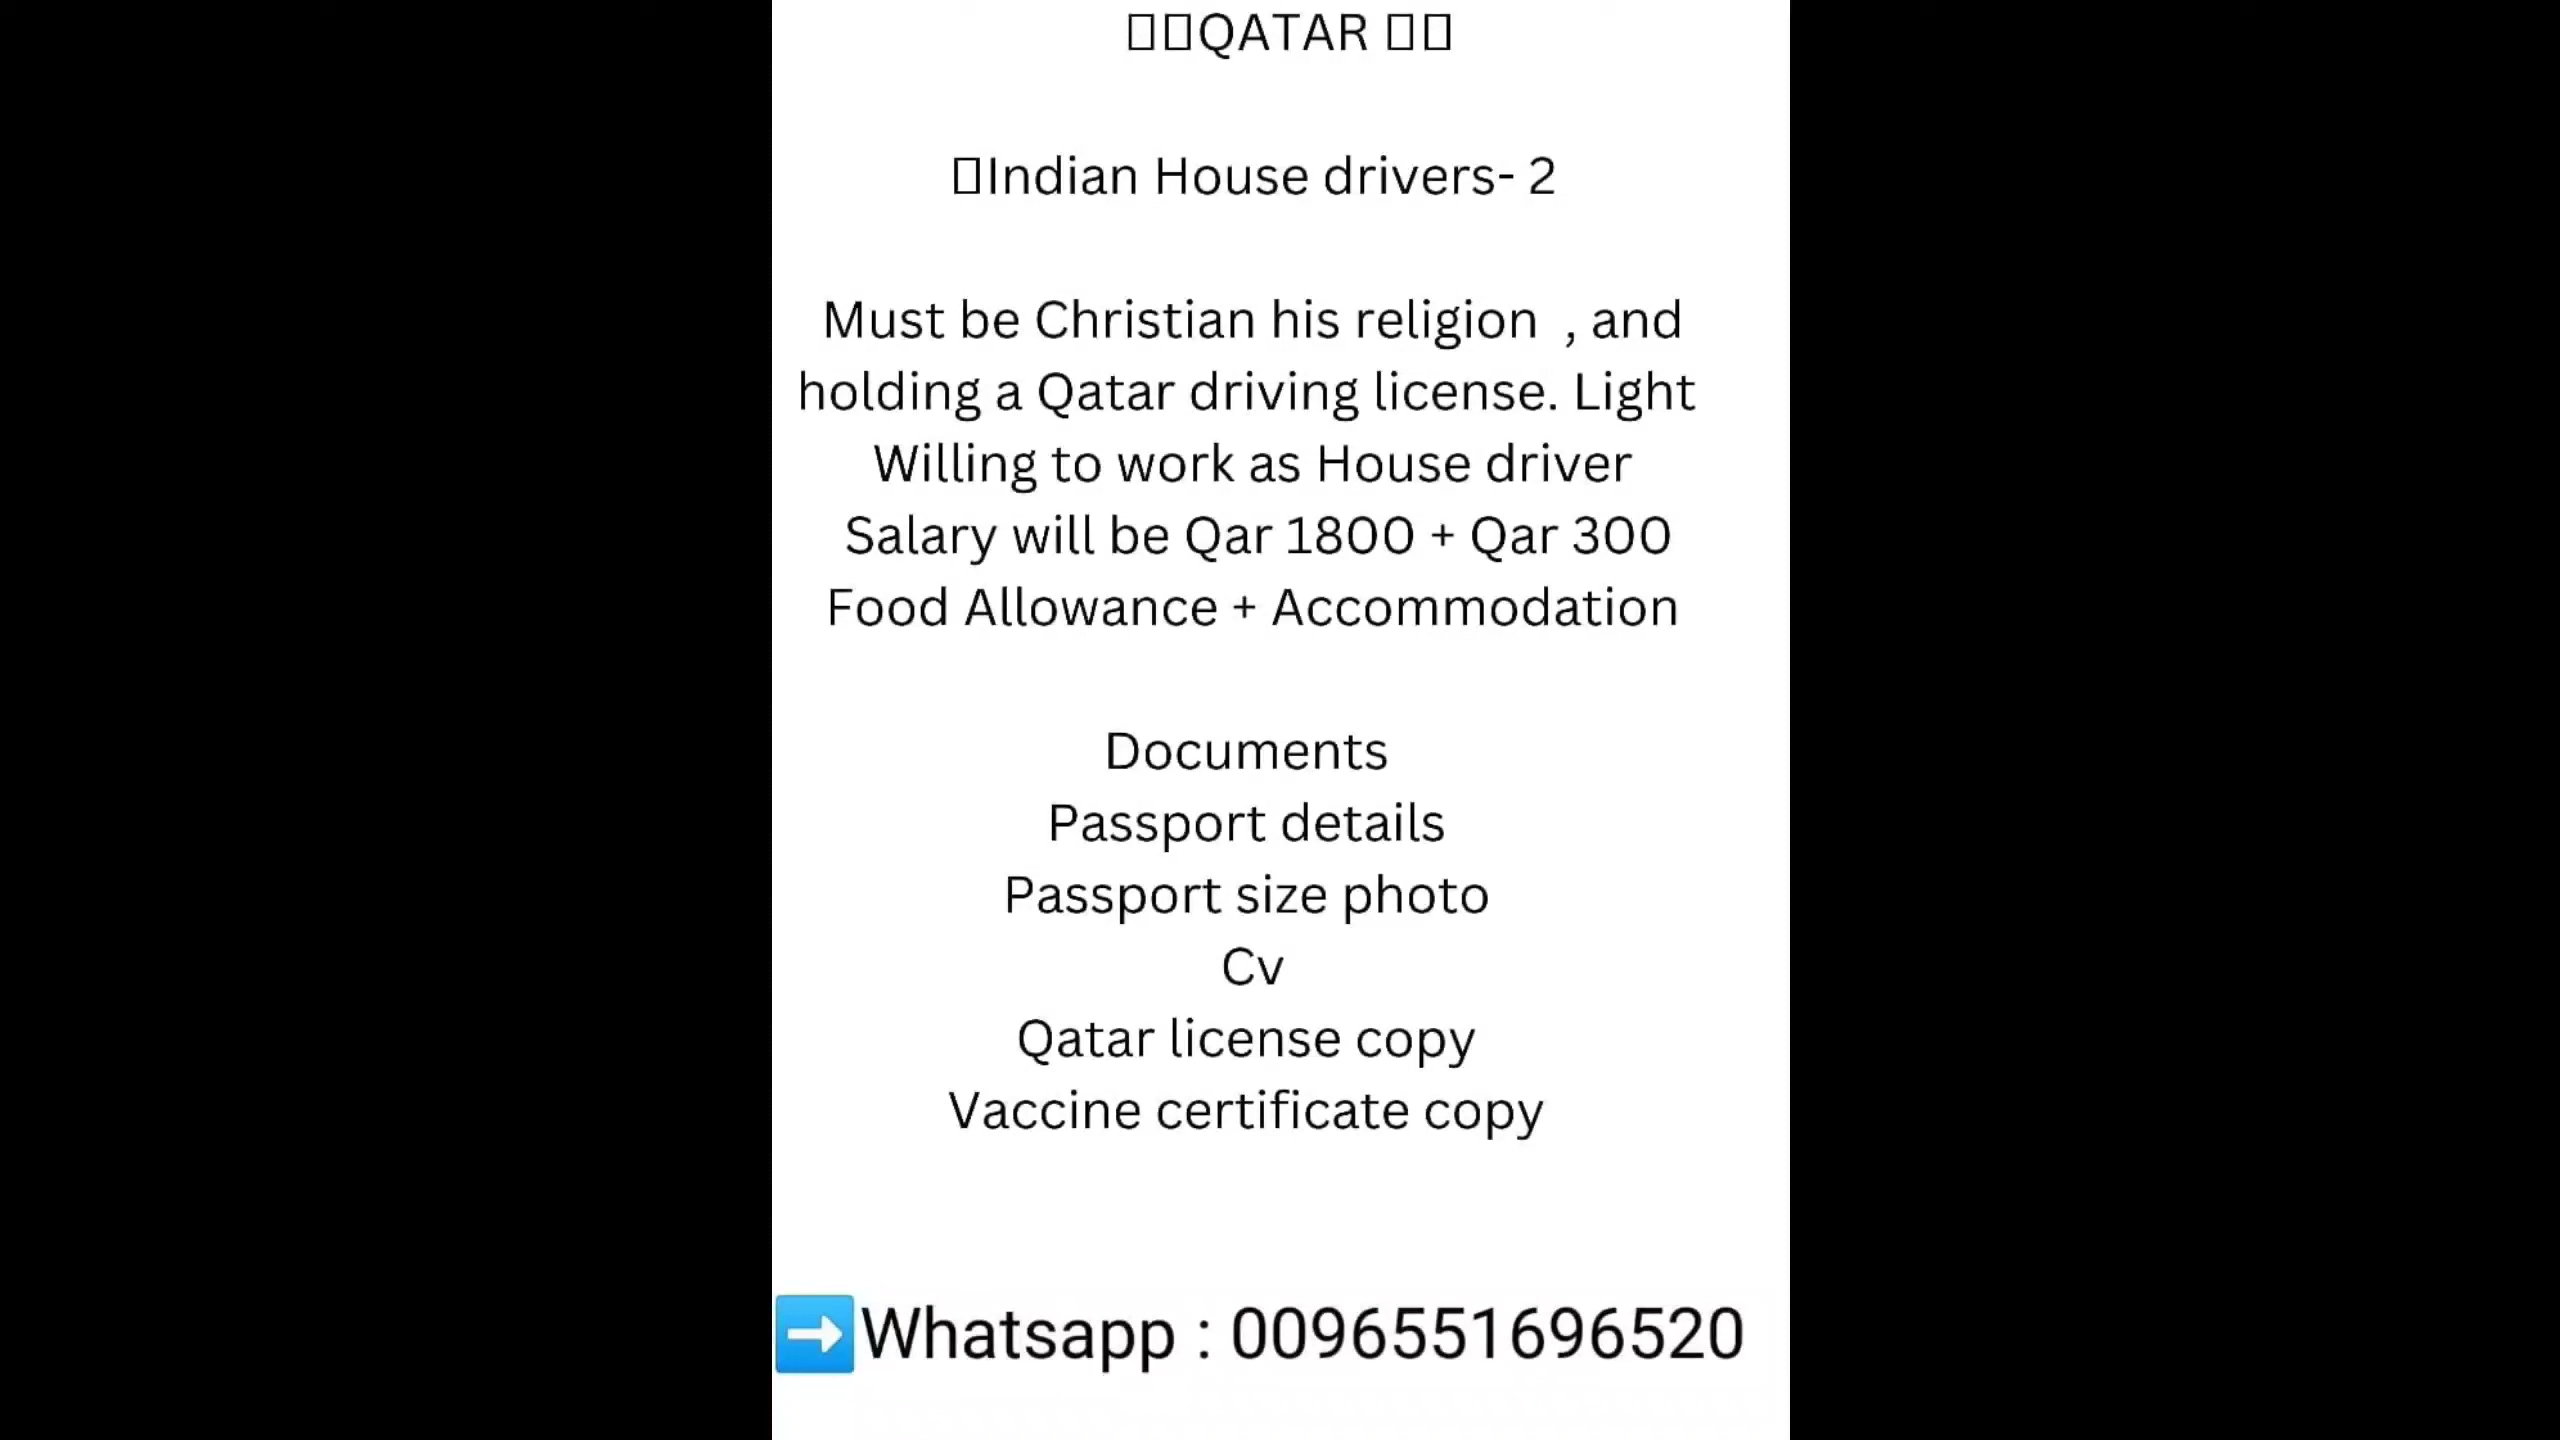 QATAR
Indian House drivers- 2
Must be Christian his religion  , and
holding a Qatar driving license. Light
Willing to work as House driver
Salary will be Qar 1800 + Qar 300
Food Allowance + Accommodation
Documents
Passport details
Passport size photo
Cv
Qatar license copy
Vaccine certificate copy
➡️Whatsapp : 0096551696520